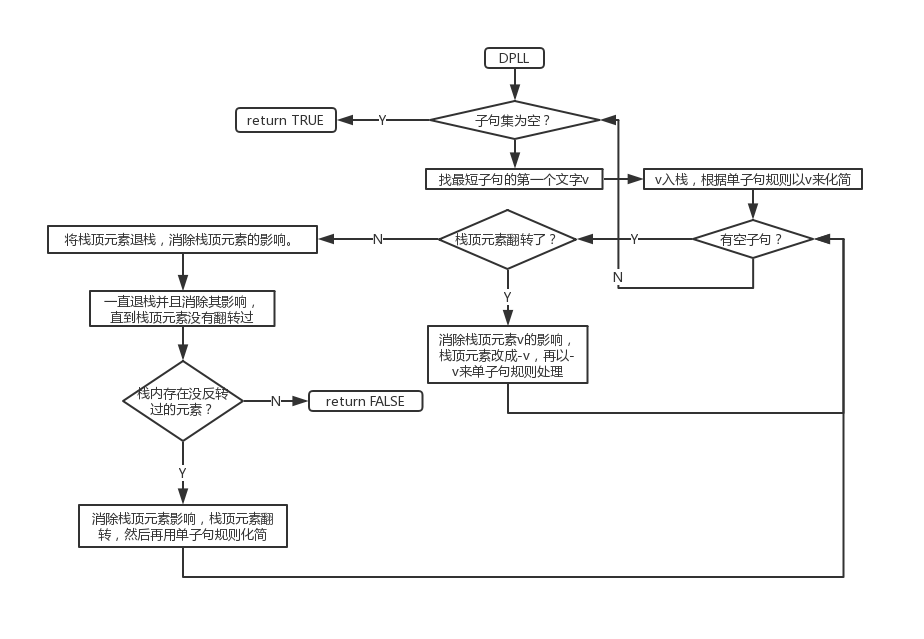 DPLL
return TRUE
Y
子句集为空？
找最短子句的第一个文字v
v入栈，根据单子句规则以v来化简
将栈顶元素退栈，消除栈顶元素的影响。
N
栈顶元素翻转了？
Y
有空子句？
N
Y
一直退栈并且消除其影响，
直到栈顶元素没有翻转过
消除栈顶元素v的影响，
栈顶元素改成-v，再以-
v来单子句规则处理
栈内存在没反转
过的元素？
N
return FALSE
Y
消除栈顶元素影响，栈顶元素翻
转，然后再用单子句规则化简